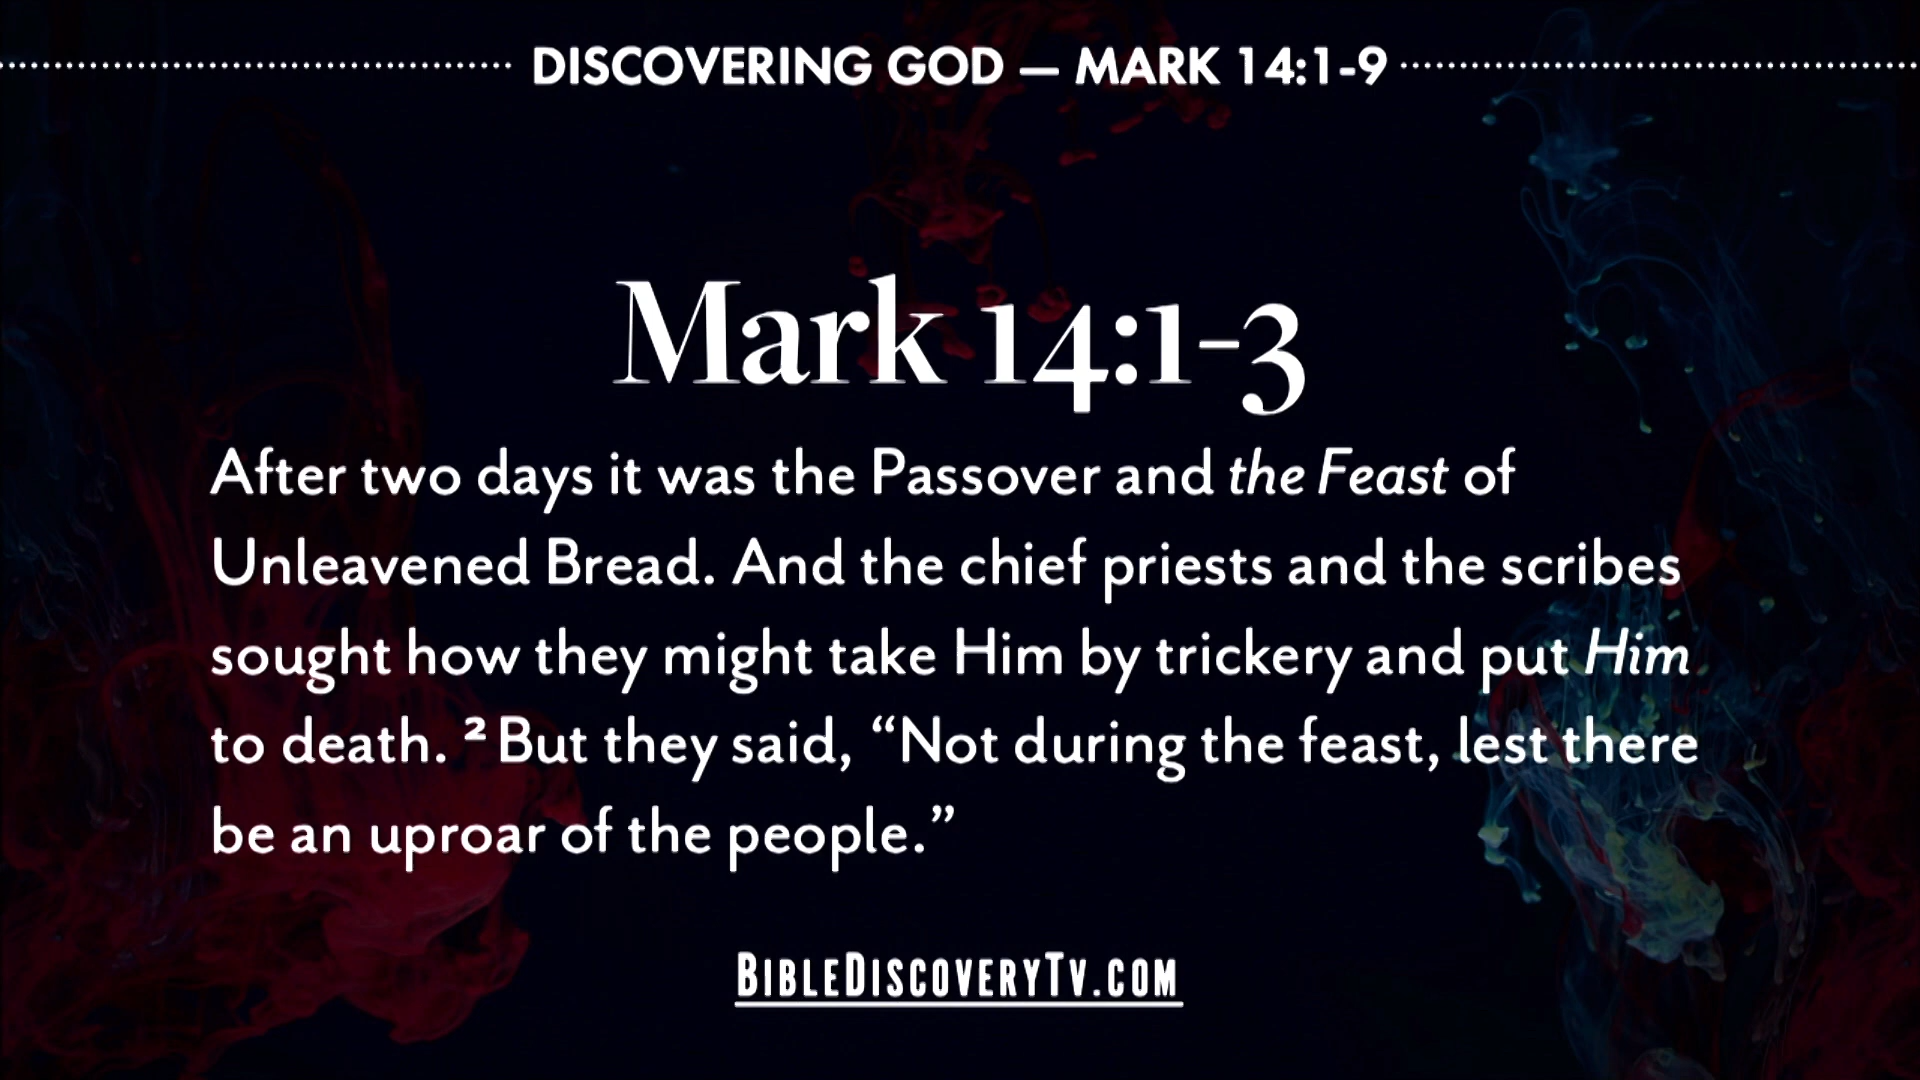 DISCOVERING GOD — MARK 14:1-9
Mark 14:1-3
After two days it was the Passover and the Feast of
Unleavened Bread. And the chief priests and the scribes
sought how they might take Him by trickery and put Him
to death. ² But they said, “Not during the feast, lest there
be an uproar of the people.”
BIBLEDISCOVERYTV.COM